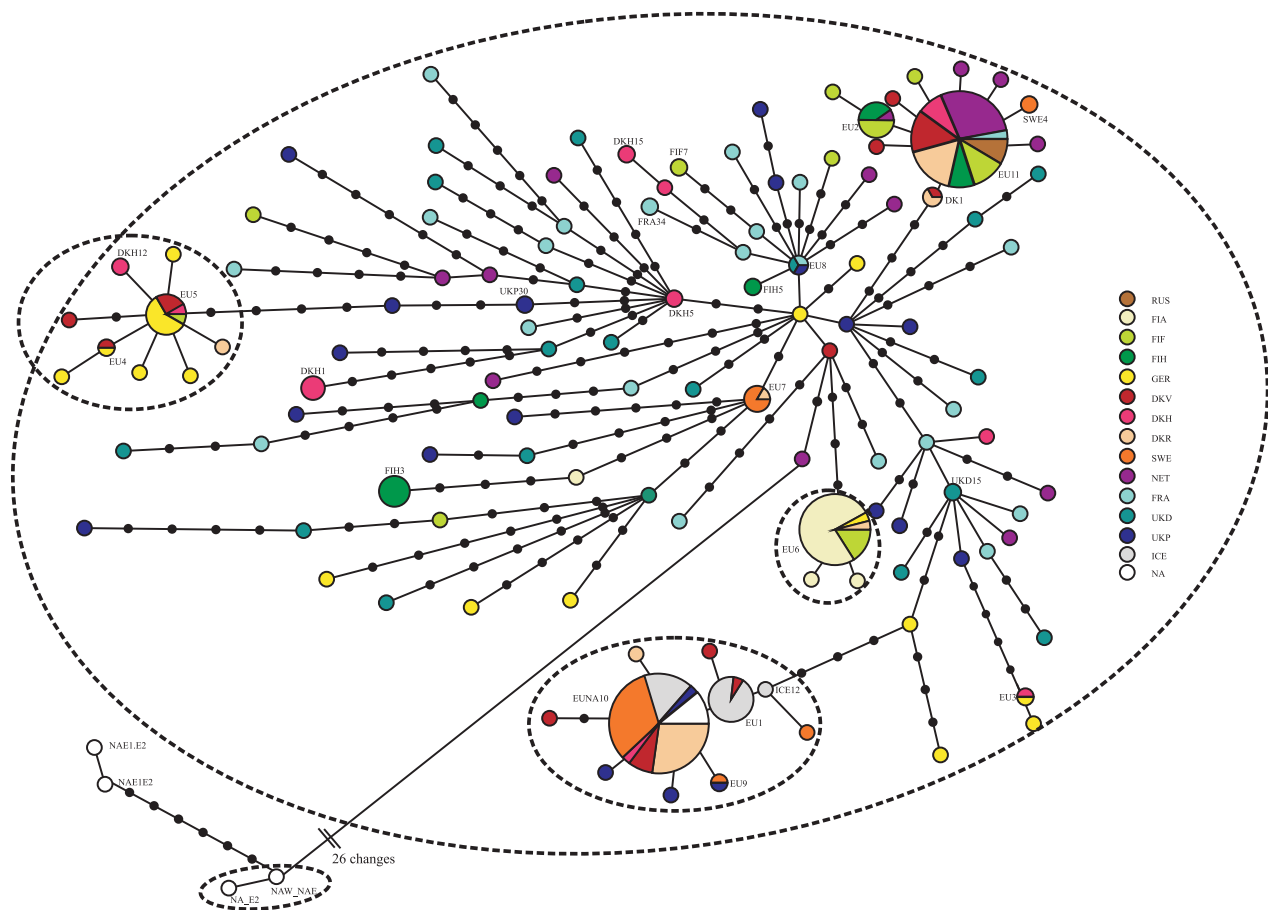 SWE4
EU2
EU11
DKH15
FIF7
DK1
FRA34
EU8
DKH12
EU5
FIH5
UKP30
DKH5
EU4
DKH1
EU7
FIH3
UKD15
EU6
RUS
FIA
FIF
FIH
GER
DKV
DKH
DKR
SWE
NET
FRA
UKD
UKP
ICE
NA
EUNA10
ICE12
EU1
EU3
EU9
NAE1.E2
NAE1E2
26 changes
NAW_NAE
NA_E2